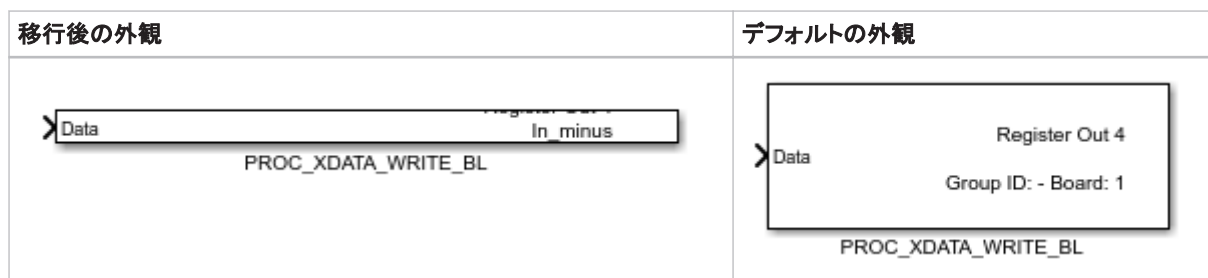 移行後の外観
デフォルトの外観
Data
In_minus
PROC_XDATA_WRITE_BL
Register Out 4
Data
Group ID: - Board: 1
PROC_XDATA_WRITE_BL